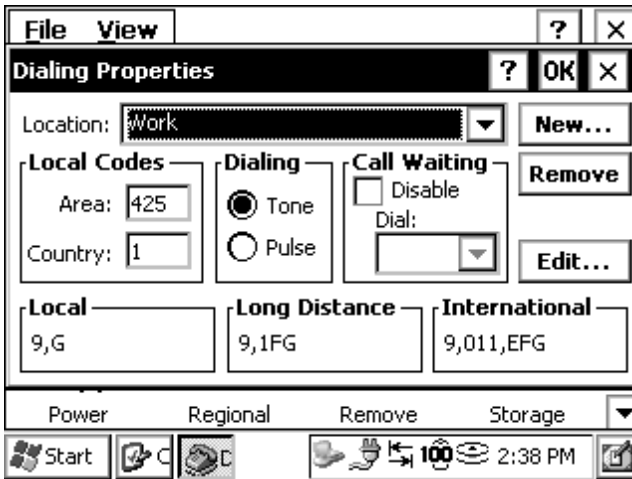 File View ? ×
Dialing Properties ? OK ×
Location: Work New...
Local Codes Dialing Call Waiting Remove
Area: 425 Tone Disable
Dial:
Country: 1 Pulse Edit...
Local Long Distance International
9,G 9,1FG 9,011,EFG
Power Regional Remove Storage
Start C D 100 2:38 PM